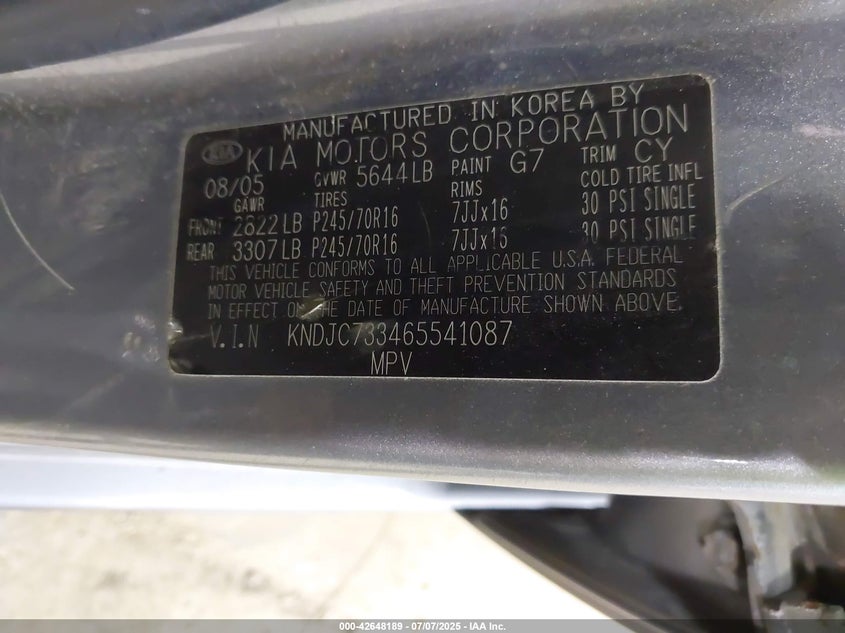 MANUFACTURED IN KOREA BY
KIA KIA MOTORS CORPORATION
08/05 GVWR 5644LB PAINT G7 TRIM CY
GAWR TIRES RIMS COLD TIRE INFL
FRONT 2822LB P245/70R16 7JJx16 30 PSI SINGLE
REAR 3307LB P245/70R16 7JJx16 30 PSI SINGLE
THIS VEHICLE CONFORMS TO ALL APPLICABLE U.S.A. FEDERAL
MOTOR VEHICLE SAFETY AND THEFT PREVENTION STANDARDS
IN EFFECT ON THE DATE OF MANUFACTURE SHOWN ABOVE.
V.I.N KNDJC733465541087
MPV
000-42648189 - 07/07/2025 - IAA Inc.